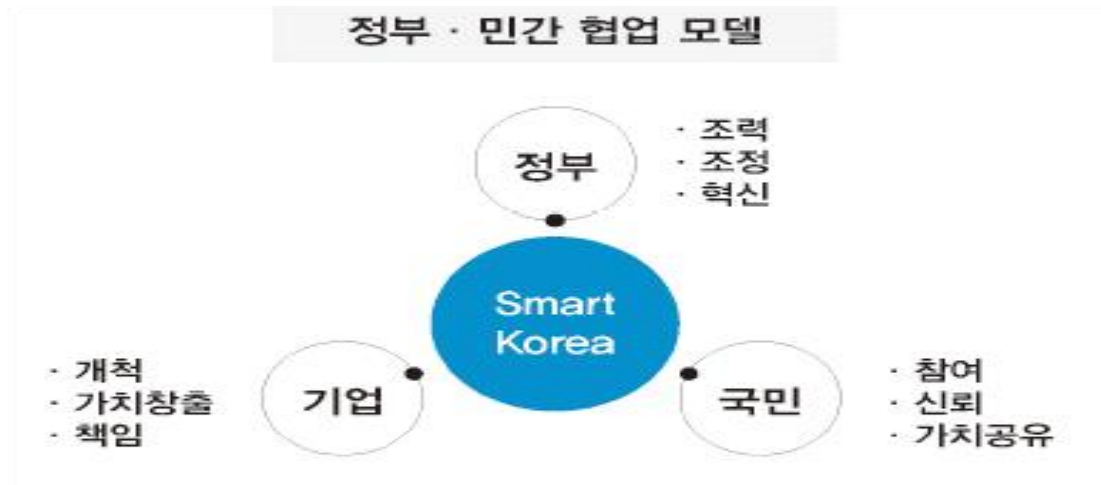 정부 · 민간 협업 모델
정부
· 조력
· 조정
· 혁신
Smart
Korea
· 개척
· 가치창출
· 책임
기업
국민
· 참여
· 신뢰
· 가치공유